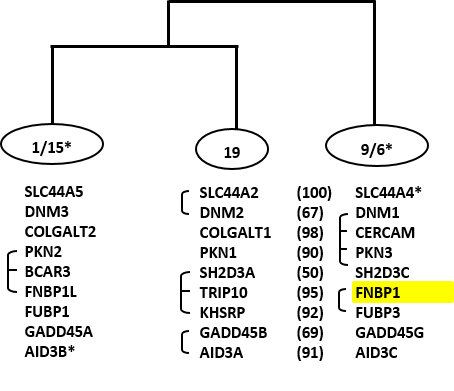 1/15* 19 9/6*
SLC44A5 SLC44A2 (100) SLC44A4*
DNM3 DNM2 (67) DNM1
COLGALT2 COLGALT1 (98) CERCAM
PKN2 PKN1 (90) PKN3
BCAR3 SH2D3A (50) SH2D3C
FNBP1L TRIP10 (95) FNBP1
FUBP1 KHSRP (92) FUBP3
GADD45A GADD45B (69) GADD45G
AID3B* AID3A (91) AID3C